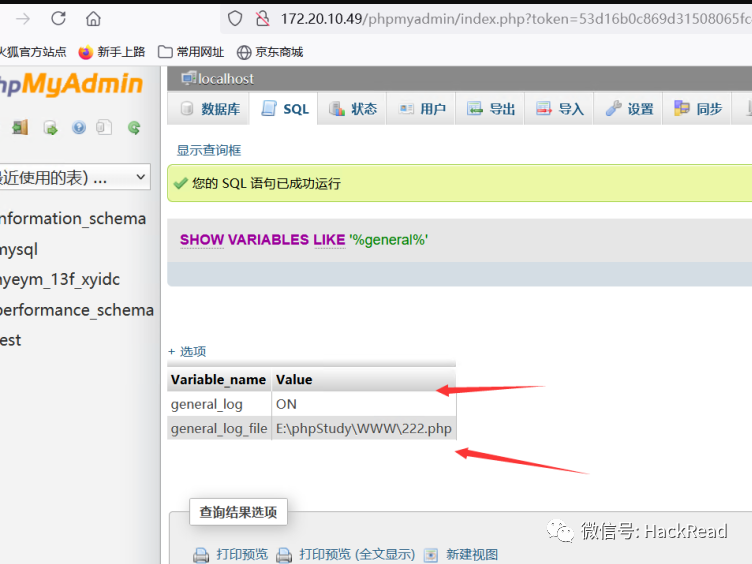 172.20.10.49/phpmyadmin/index.php?token=53d16b0c869d31508065fc
火狐官方站点 新手上路 常用网址 京东商城
hpMyAdmin
localhost
数据库 SQL 状态 用户 导出 导入 设置 同步
显示查询框
最近使用的表) ...
您的 SQL 语句已成功运行
nformation_schema
mysql
SHOW VARIABLES LIKE '%general%'
yeym_13f_xyidc
performance_schema
est
+ 选项
Variable_name Value
general_log ON
general_log_file E:\phpStudy\WWW\222.php
查询结果选项
打印预览 打印预览 (全文显示) 新建视图
微信号: HackRead